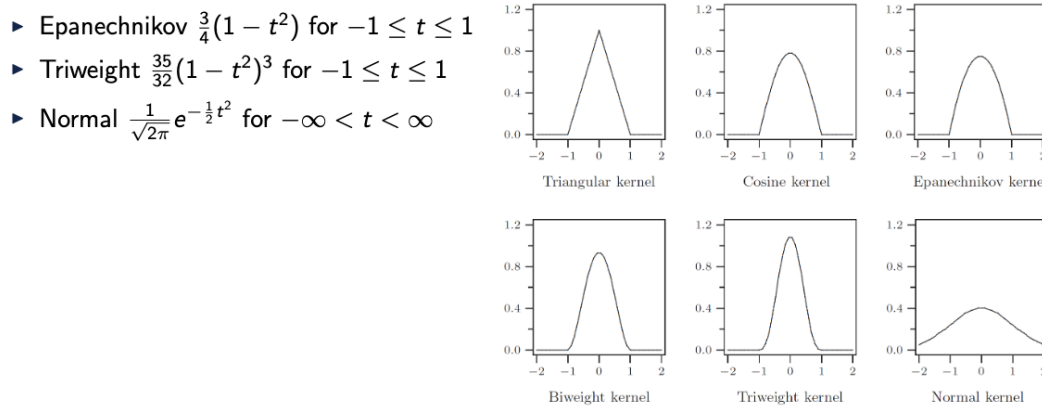 ▶ Epanechnikov 3/4(1 − t²) for −1 ≤ t ≤ 1
▶ Triweight 35/32(1 − t²)³ for −1 ≤ t ≤ 1
▶ Normal 1/√2π e^(−1/2 t²) for −∞ < t < ∞
1.2 1.2 1.2
0.8 0.8 0.8
0.4 0.4 0.4
0.0 0.0 0.0
−2 −1 0 1 2 −2 −1 0 1 2 −2 −1 0 1 2
Triangular kernel Cosine kernel Epanechnikov kerne
1.2 1.2 1.2
0.8 0.8 0.8
0.4 0.4 0.4
0.0 0.0 0.0
−2 −1 0 1 2 −2 −1 0 1 2 −2 −1 0 1 2
Biweight kernel Triweight kernel Normal kernel